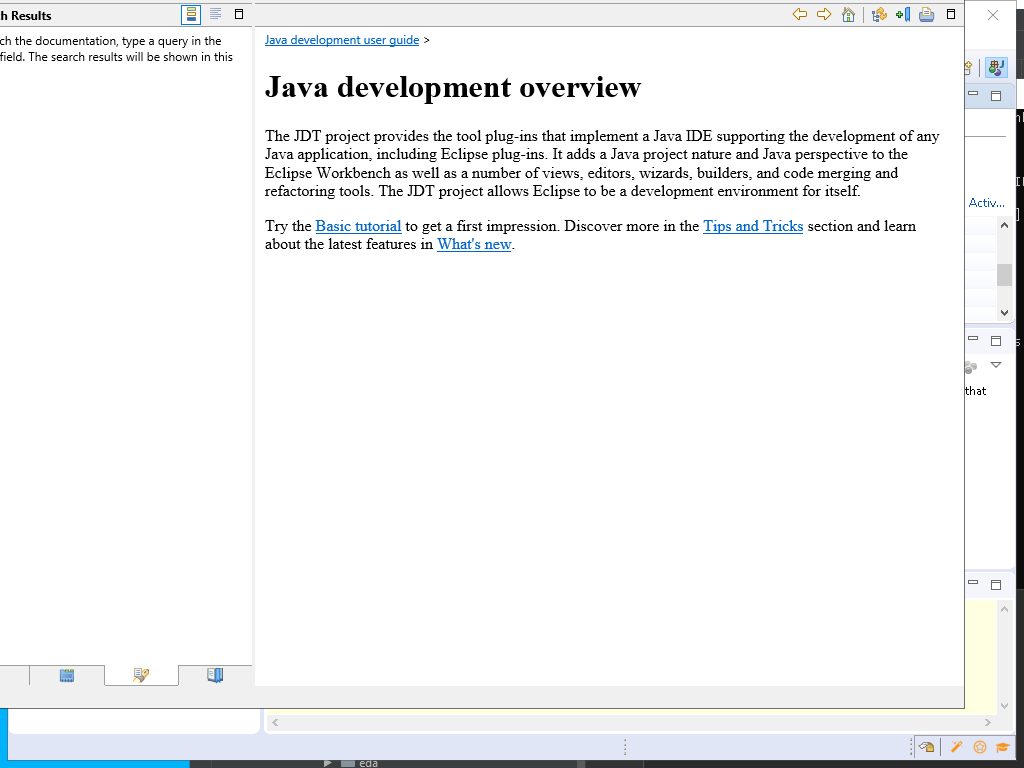 h Results
ch the documentation, type a query in the
field. The search results will be shown in this
Java development user guide >
Java development overview
The JDT project provides the tool plug-ins that implement a Java IDE supporting the development of any
Java application, including Eclipse plug-ins. It adds a Java project nature and Java perspective to the
Eclipse Workbench as well as a number of views, editors, wizards, builders, and code merging and
refactoring tools. The JDT project allows Eclipse to be a development environment for itself.
Try the Basic tutorial to get a first impression. Discover more in the Tips and Tricks section and learn
about the latest features in What's new.
Activ...
that
eda